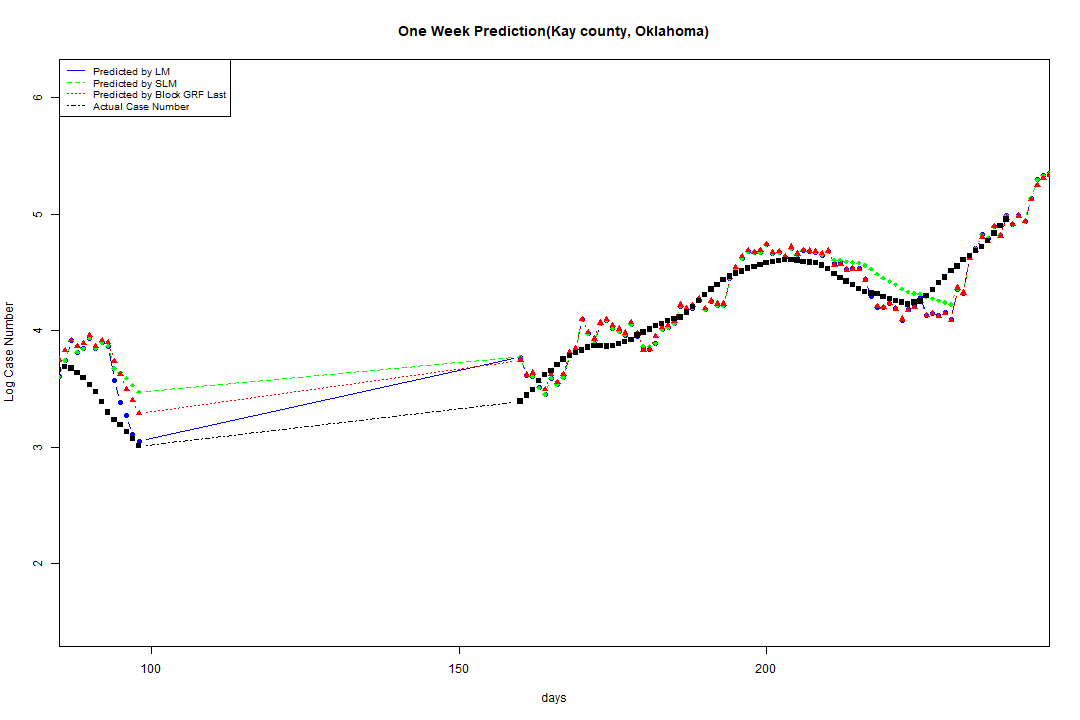 One Week Prediction(Kay county, Oklahoma)
Predicted by LM
Predicted by SLM
Predicted by Block GRF Last
Actual Case Number
6
5
4
3
2
Log Case Number
100 150 200
days